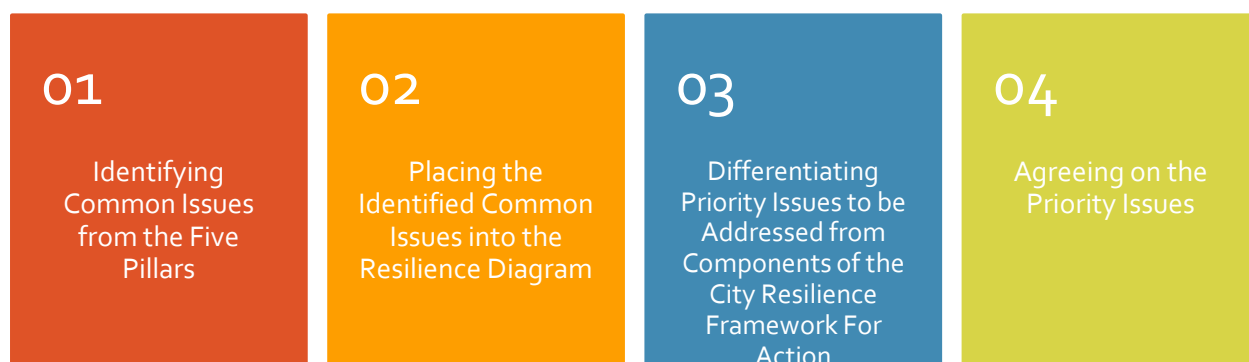 01
Identifying
Common Issues
from the Five
Pillars
02
Placing the
Identified Common
Issues into the
Resilience Diagram
03
Differentiating
Priority Issues to be
Addressed from
Components of the
City Resilience
Framework For
Action
04
Agreeing on the
Priority Issues